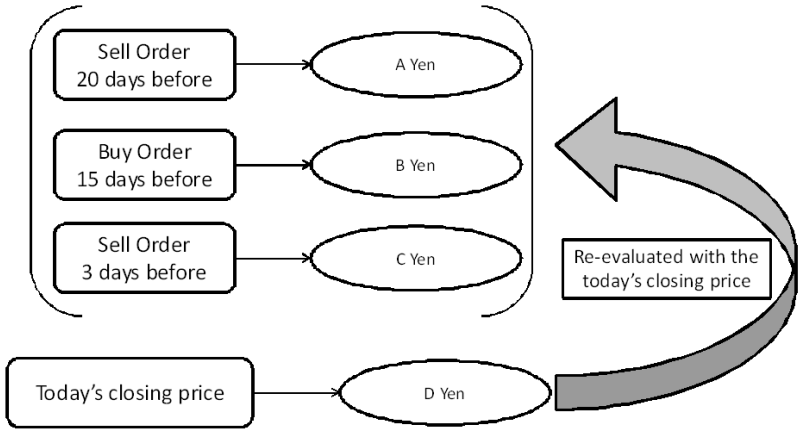 Sell Order
20 days before
A Yen
Buy Order
15 days before
B Yen
Sell Order
3 days before
C Yen
Re-evaluated with the
today's closing price
Today's closing price
D Yen